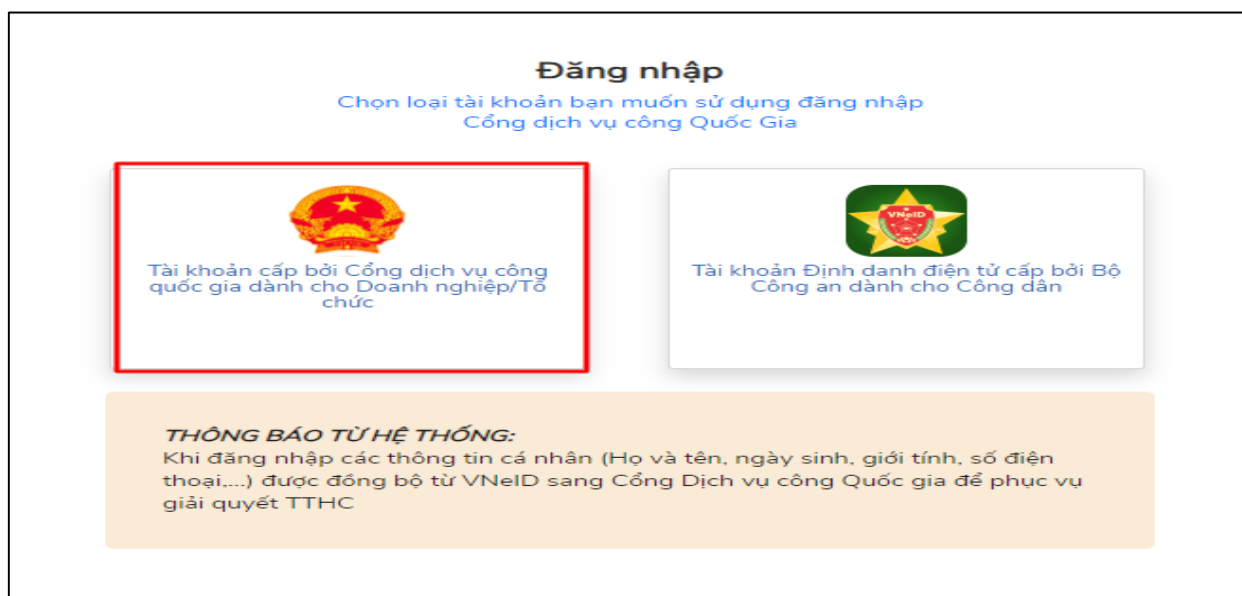 Đăng nhập
Chọn loại tài khoản bạn muốn sử dụng đăng nhập
Cổng dịch vụ công Quốc Gia
Tài khoản cấp bởi Cổng dịch vụ công
quốc gia dành cho Doanh nghiệp/Tổ
chức
VNeID
Tài khoản Định danh điện tử cấp bởi Bộ
Công an dành cho Công dân
THÔNG BÁO TỪ HỆ THỐNG:
Khi đăng nhập các thông tin cá nhân (Họ và tên, ngày sinh, giới tính, số điện
thoại,...) được đồng bộ từ VNeID sang Cổng Dịch vụ công Quốc gia để phục vụ
giải quyết TTHC